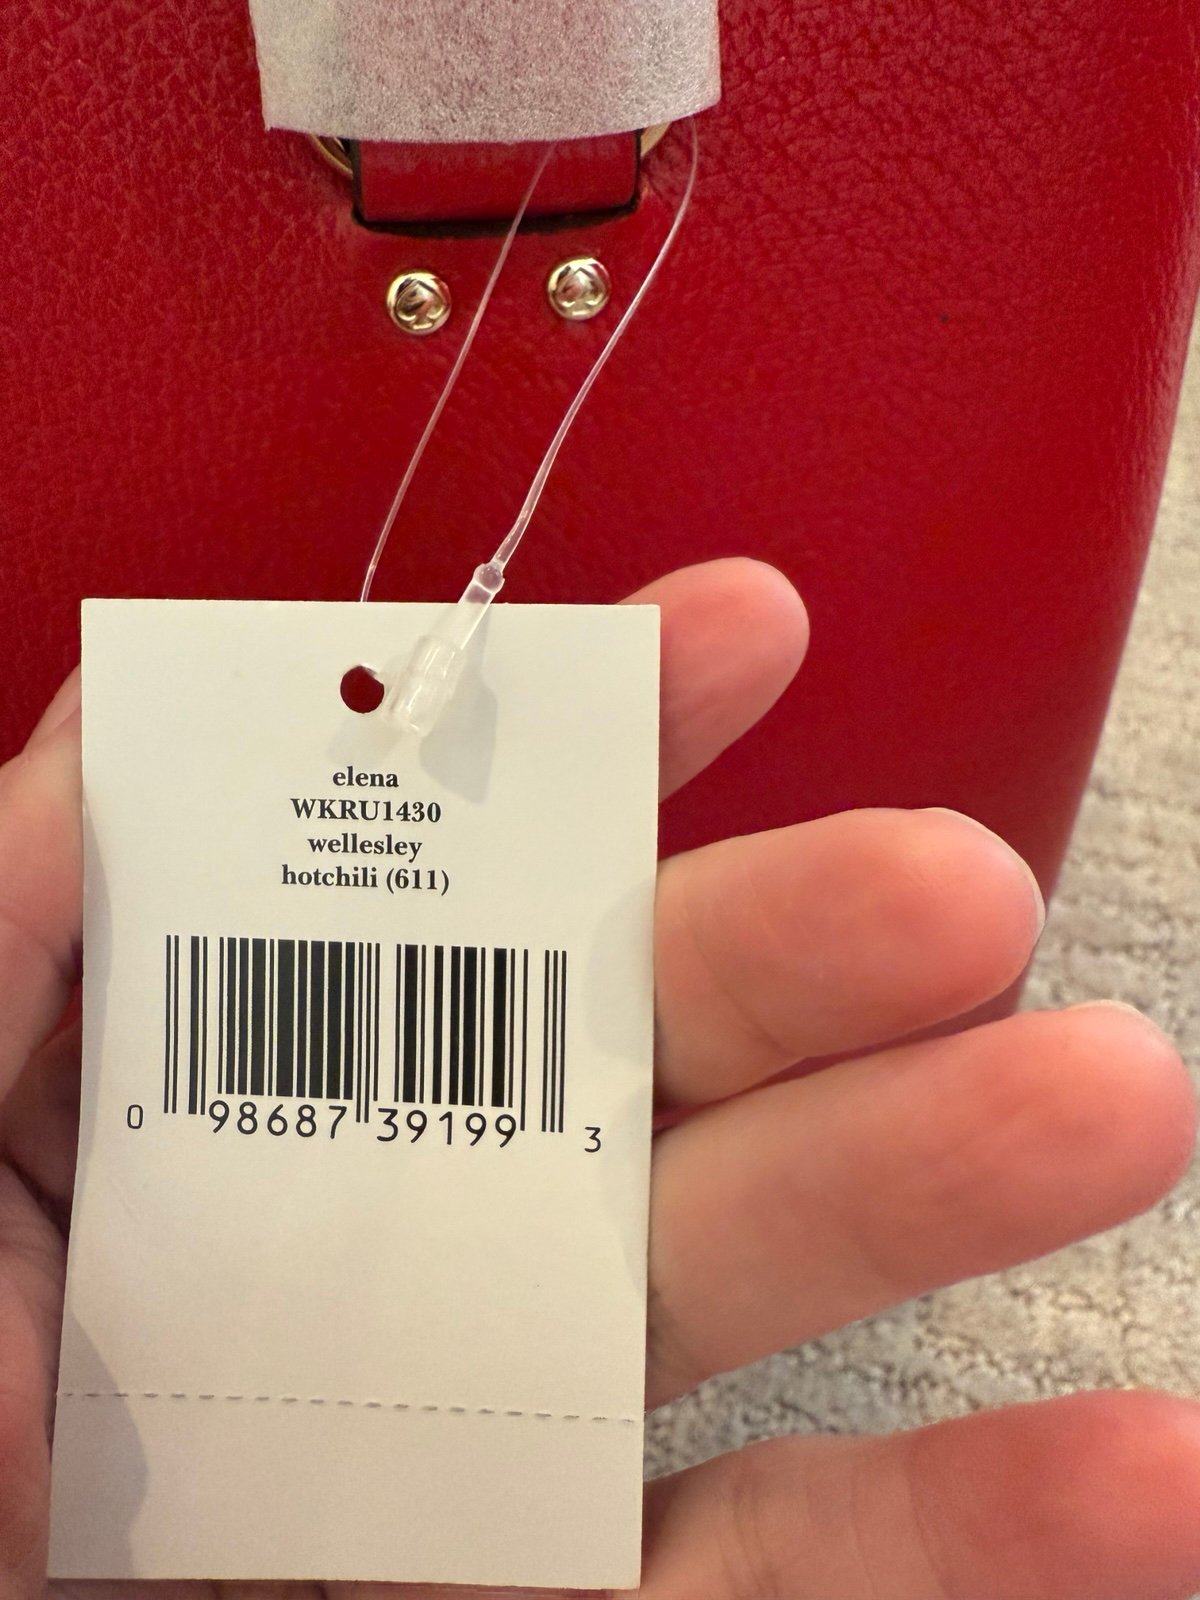 elena
WKRU1430
wellesley
hotchili (611)
0 98687 39199 3